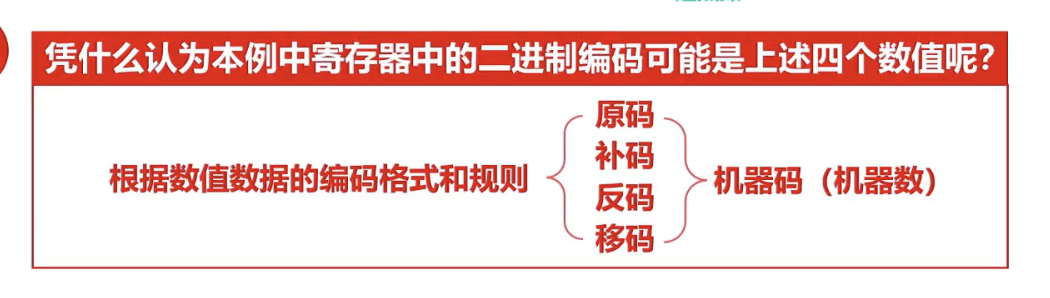 凭什么认为本例中寄存器中的二进制编码可能是上述四个数值呢？
原码
补码
根据数值数据的编码格式和规则
机器码（机器数）
反码
移码